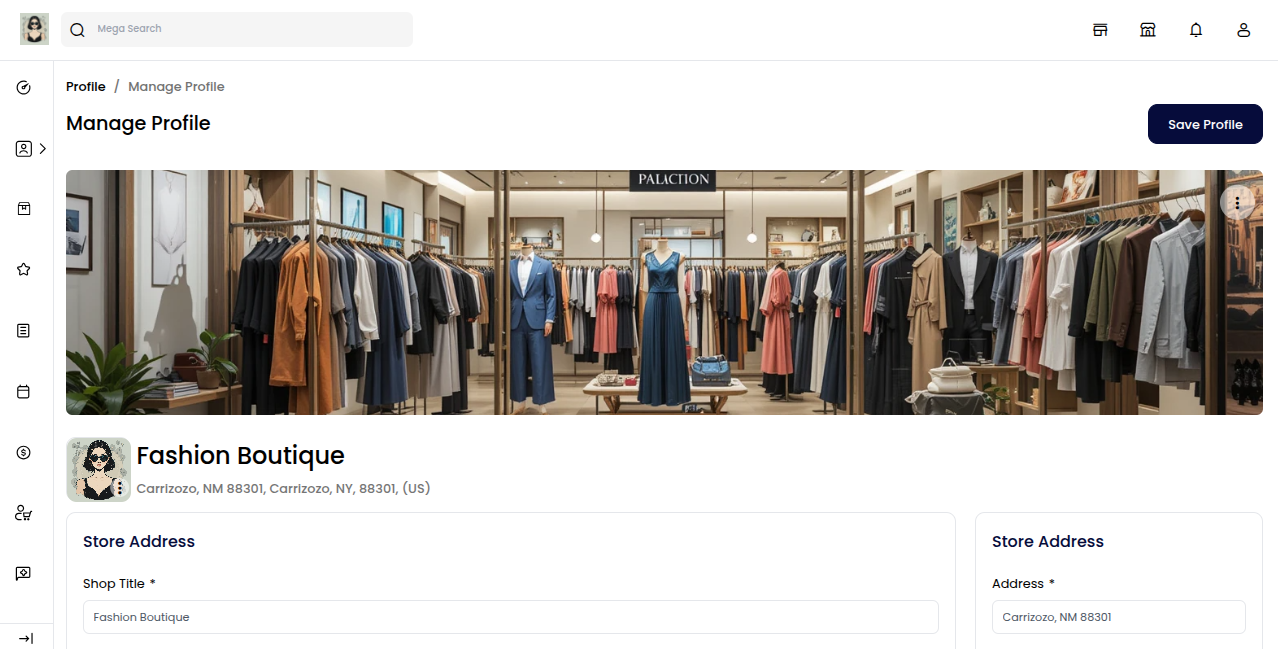 Mega Search
Profile / Manage Profile
Manage Profile
Save Profile
PALACTION
Fashion Boutique
Carrizozo, NM 88301, Carrizozo, NY, 88301, (US)
Store Address
Shop Title *
Fashion Boutique
Store Address
Address *
Carrizozo, NM 88301